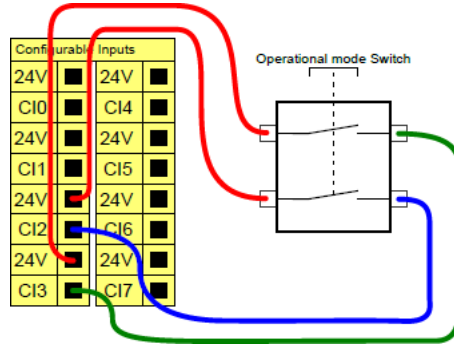 Configurable Inputs
Operational mode Switch
24V 24V
CI0 CI4
24V 24V
CI1 CI5
24V 24V
CI2 CI6
24V 24V
CI3 CI7